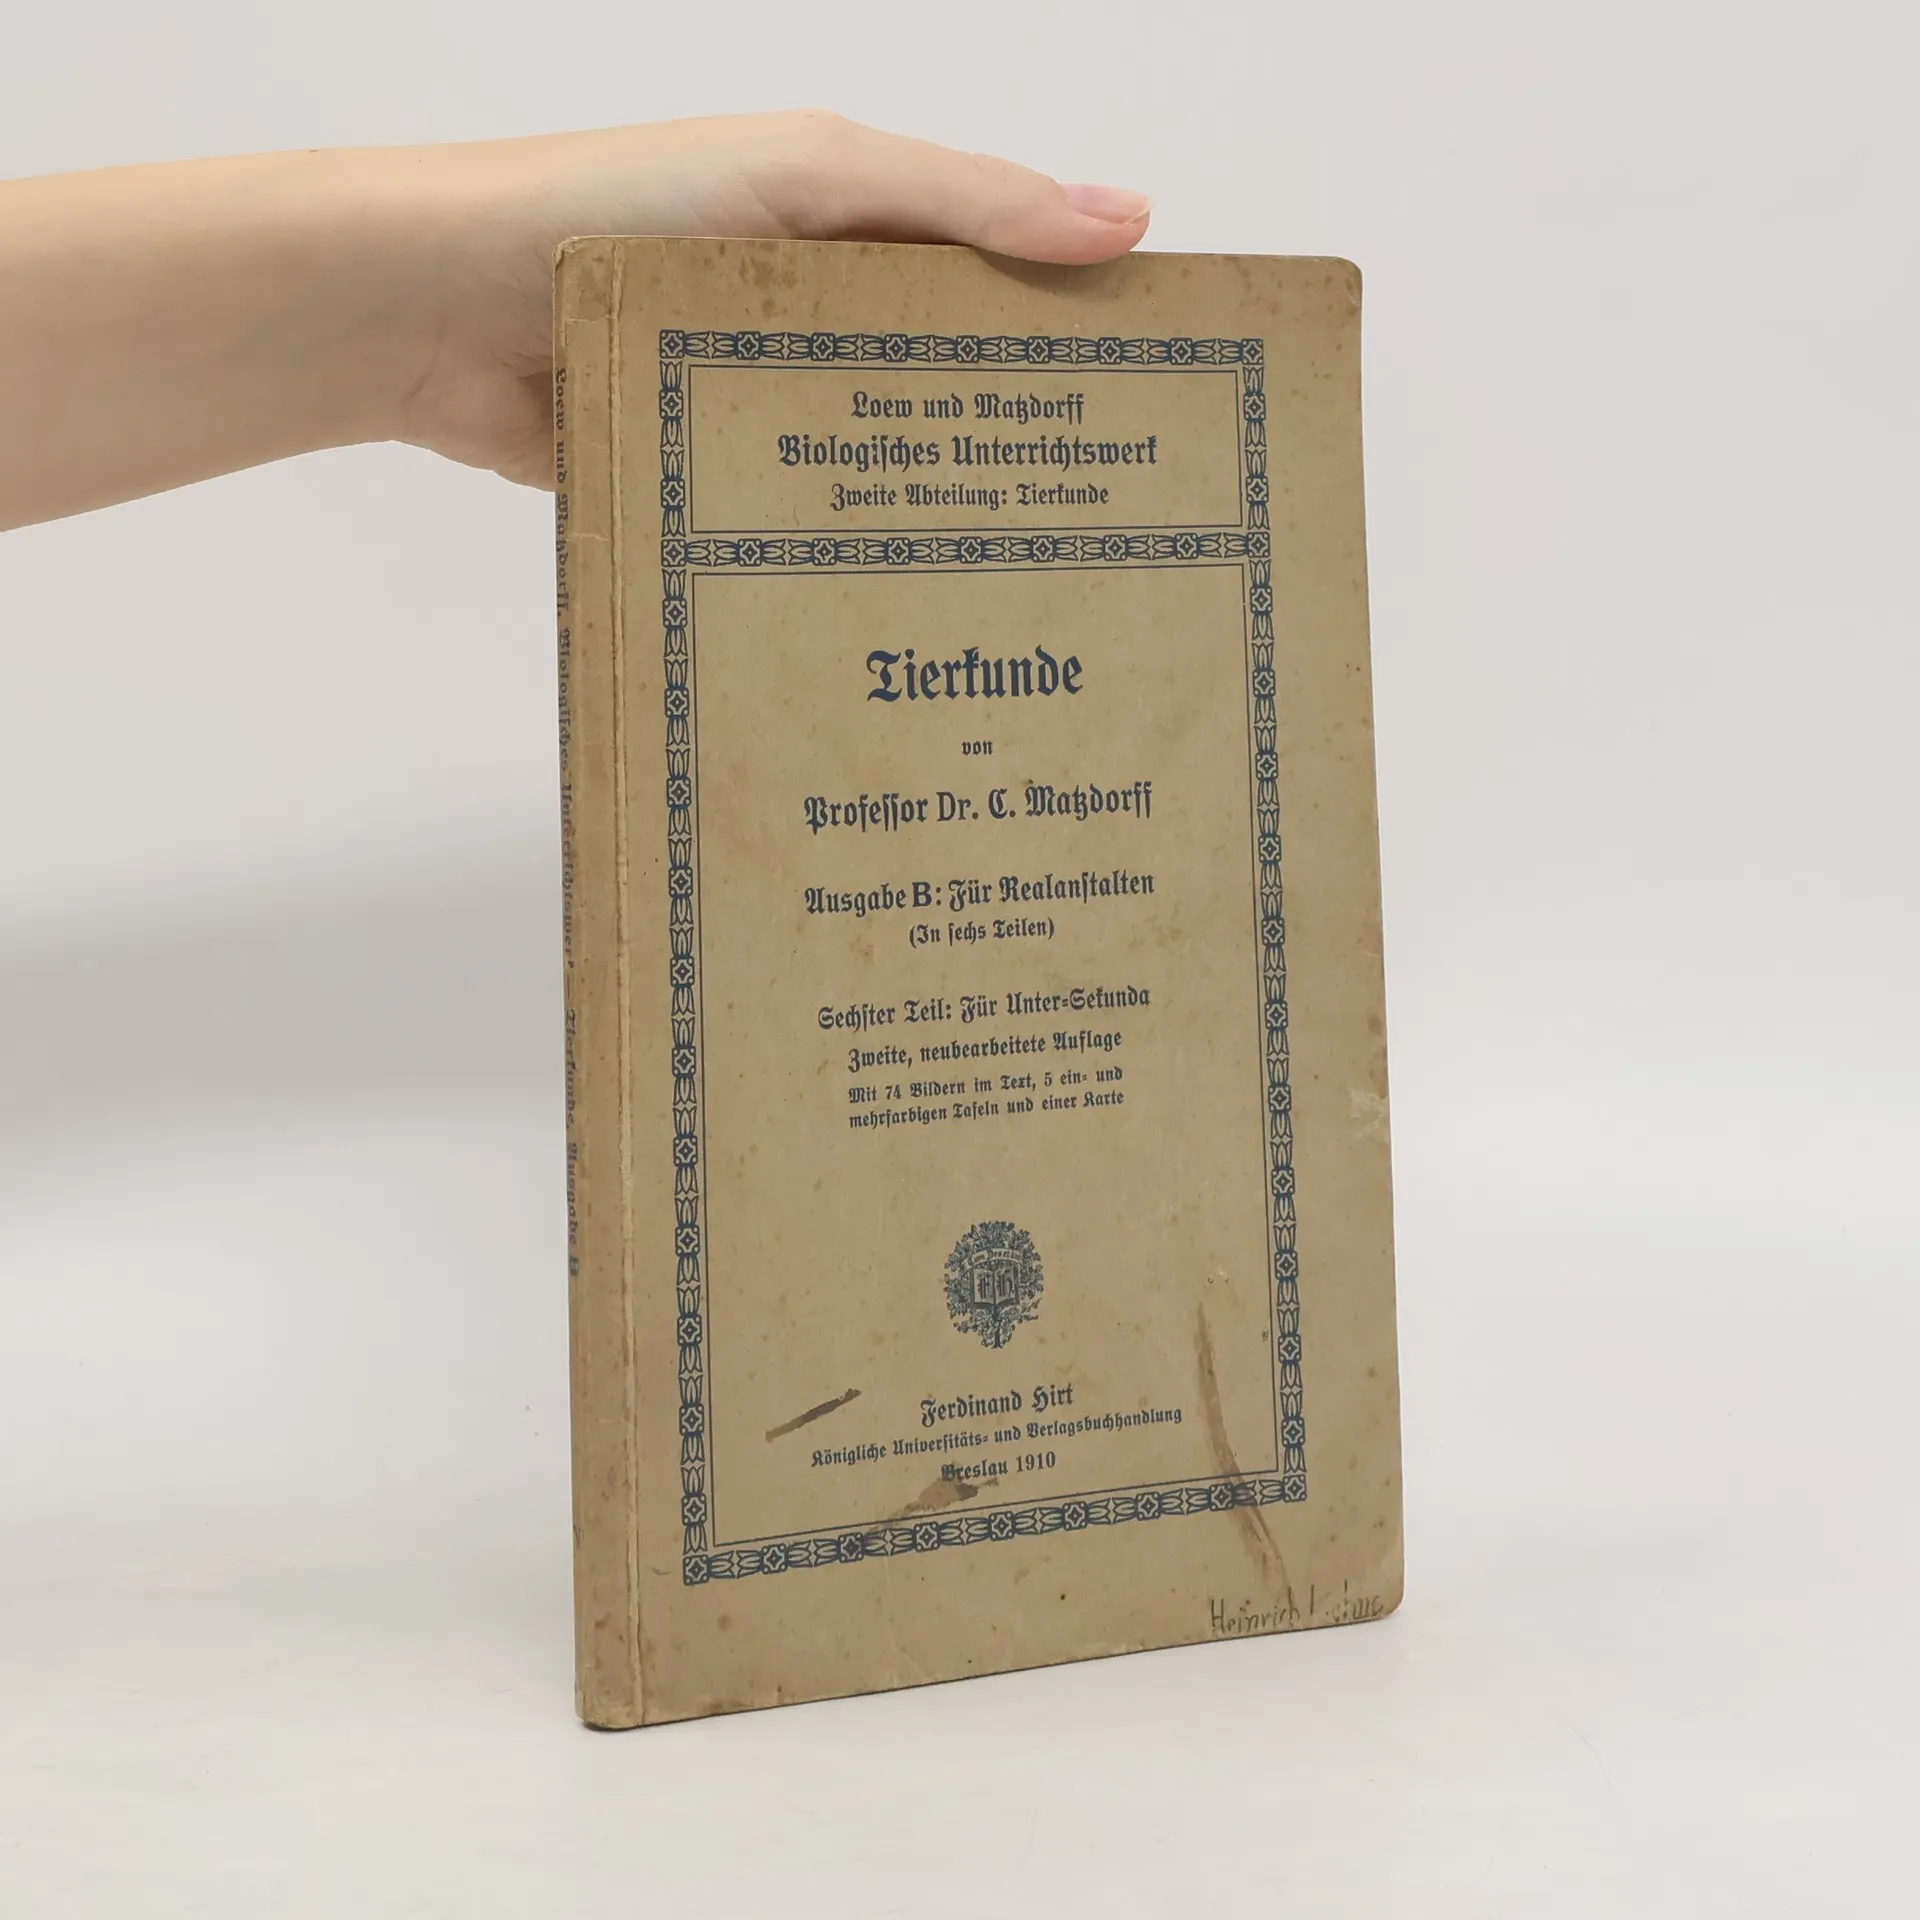 Loew und Matzdorff
Biologisches Unterrichtswerk
Zweite Abteilung: Tierkunde
Tierkunde
von
Professor Dr. C. Matzdorff
Ausgabe B: Für Realanstalten
(In sechs Teilen)
Sechster Teil: Für Unter-Sekunda
Zweite, neubearbeitete Auflage
Mit 74 Bildern im Text, 5 ein- und
mehrfarbigen Tafeln und einer Karte
F H
Ferdinand Hirt
Königliche Universitäts- und Verlagsbuchhandlung
Breslau 1910
Heinrich
Loew und Matzdorff, Biologisches Unterrichtswerk — Tierkunde, Ausgabe B